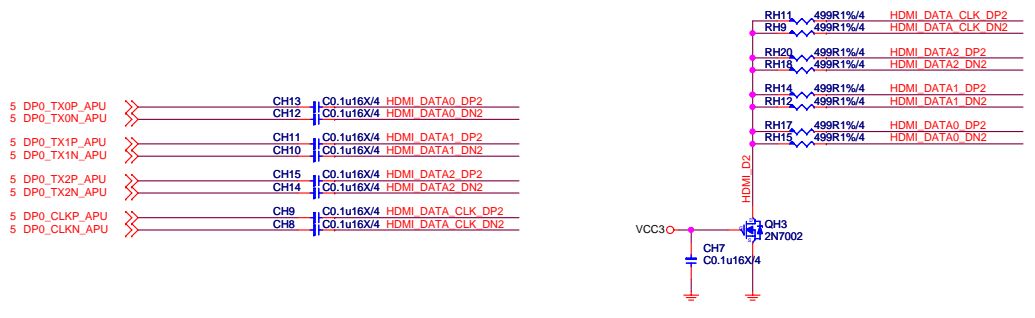 5 DP0_TX0P_APU CH13 C0.1u16X/4 HDMI_DATA0_DP2
5 DP0_TX0N_APU CH12 C0.1u16X/4 HDMI_DATA0_DN2
5 DP0_TX1P_APU CH11 C0.1u16X/4 HDMI_DATA1_DP2
5 DP0_TX1N_APU CH10 C0.1u16X/4 HDMI_DATA1_DN2
5 DP0_TX2P_APU CH15 C0.1u16X/4 HDMI_DATA2_DP2
5 DP0_TX2N_APU CH14 C0.1u16X/4 HDMI_DATA2_DN2
5 DP0_CLKP_APU CH9 C0.1u16X/4 HDMI_DATA_CLK_DP2
5 DP0_CLKN_APU CH8 C0.1u16X/4 HDMI_DATA_CLK_DN2
RH11 499R1%/4 HDMI_DATA_CLK_DP2
RH9 499R1%/4 HDMI_DATA_CLK_DN2
RH20 499R1%/4 HDMI_DATA2_DP2
RH18 499R1%/4 HDMI_DATA2_DN2
RH14 499R1%/4 HDMI_DATA1_DP2
RH12 499R1%/4 HDMI_DATA1_DN2
RH17 499R1%/4 HDMI_DATA0_DP2
RH15 499R1%/4 HDMI_DATA0_DN2
HDMI_D2
VCC3
QH3
2N7002
CH7
C0.1u16X/4